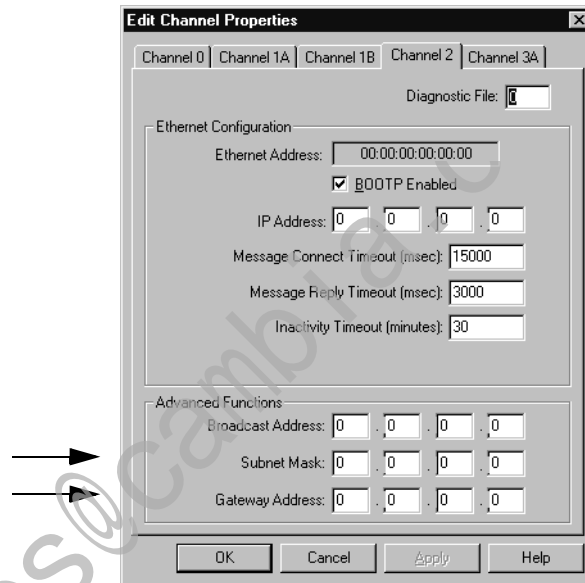 Edit Channel Properties
Channel 0 Channel 1A Channel 1B Channel 2 Channel 3A
Diagnostic File: 0
Ethernet Configuration
Ethernet Address: 00:00:00:00:00:00
BOOTP Enabled
IP Address: 0 . 0 . 0 . 0
Message Connect Timeout (msec): 15000
Message Reply Timeout (msec): 3000
Inactivity Timeout (minutes): 30
Advanced Functions
Broadcast Address: 0 . 0 . 0 . 0
Subnet Mask: 0 . 0 . 0 . 0
Gateway Address: 0 . 0 . 0 . 0
OK Cancel Apply Help
s@cambia.c